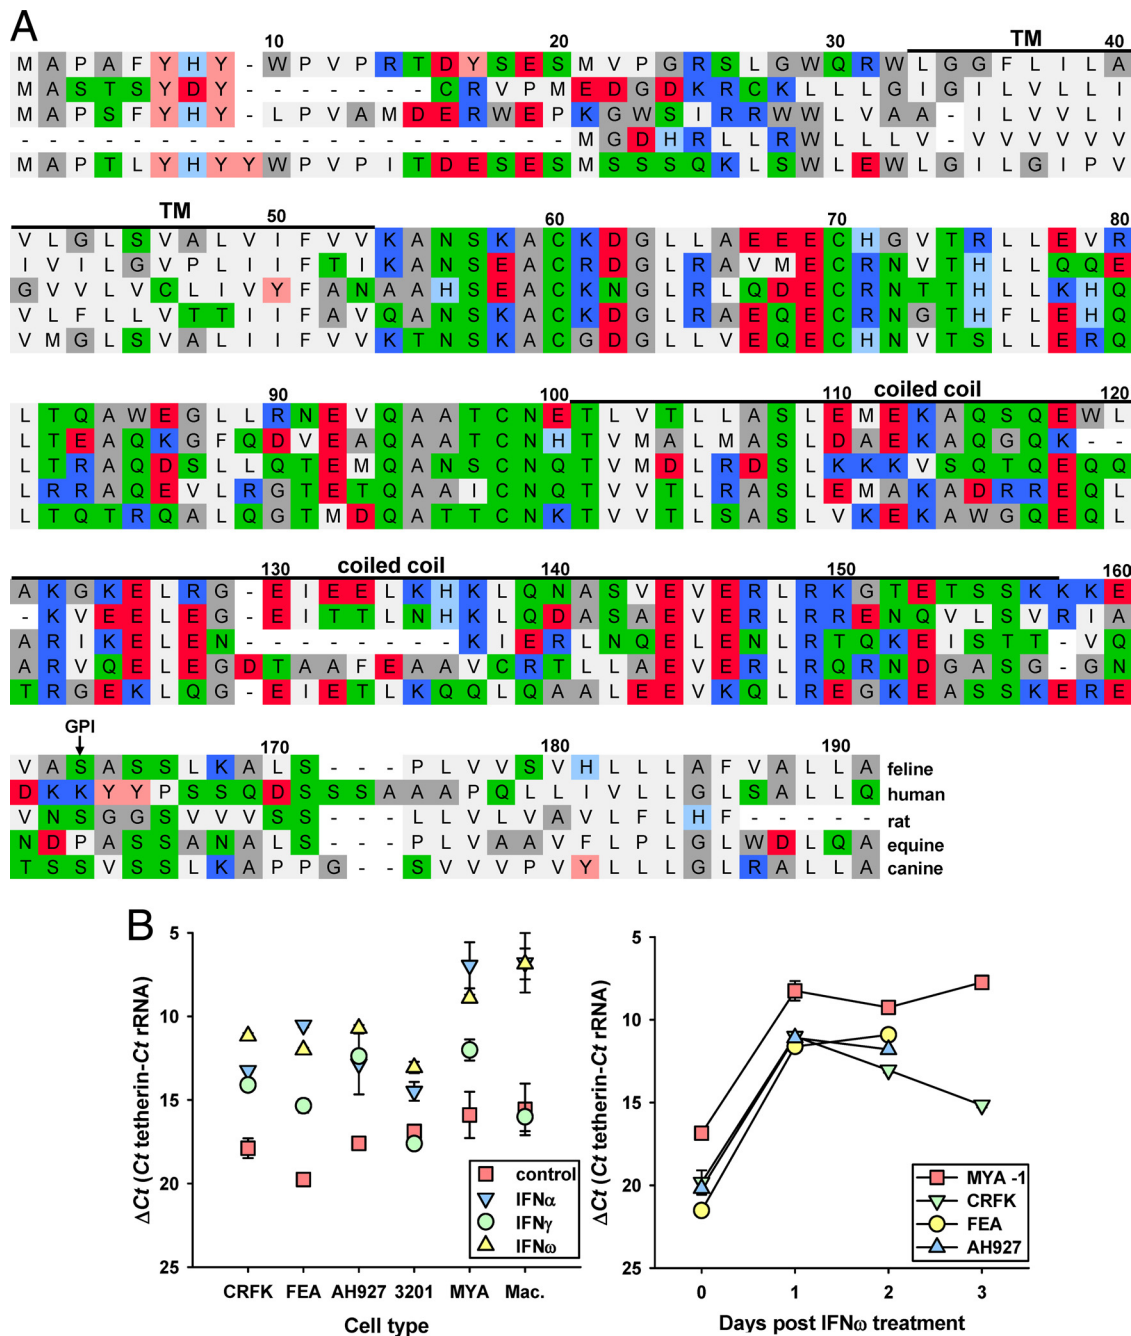 A
10 20 30 TM 40
M A P A F Y H Y - W P V P R T D Y S E S M V P G R S L G W Q R W L G G F L I L A
M A S T S Y D Y - - - - - - - C R V P M E D G D K R C K L L L G I G I L V L L I
M A P S F Y H Y - L P V A M D E R W E P K G W S I R R W W L V A A - I L V V L I
- - - - - - - - - - - - - - - - - - - - M G D H R L L R W L L L V - V V V V V V
M A P T L Y H Y Y W P V P I T D E S E S M S S S Q K L S W L E W L G I L G I P V
TM 50 60 70 80
V L G L S V A L V I F V V K A N S K A C K D G L L A E E E C H G V T R L L E V R
I V I L G V P L I I F T I K A N S E A C R D G L R A V M E C R N V T H L L Q Q E
G V V L V C L I V Y F A N A A H S E A C K N G L R L Q D E C R N T T H L L K H Q
V L F L L V T T I I F A V Q A N S K A C K D G L R A E Q E C R N G T H F L E H Q
V M G L S V A L I I F V V K T N S K A C G D G L L V E Q E C H N V T S L L E R Q
90 100 110 coiled coil 120
L T Q A W E G L L R N E V Q A A T C N E T L V T L L A S L E M E K A Q S Q E W L
L T E A Q K G F Q D V E A Q A A T C N H T V M A L M A S L D A E K A Q G Q K - -
L T R A Q D S L L Q T E M Q A N S C N Q T V M D L R D S L K K K V S Q T Q E Q Q
L R R A Q E V L R G T E T Q A A I C N Q T V V T L R A S L E M A K A D R R E Q L
L T Q T R Q A L Q G T M D Q A T T C N K T V V T L S A S L V K E K A W G Q E Q L
130 coiled coil 140 150 160
A K G K E L R G - E I E E L K H K L Q N A S V E V E R L R K G T E T S S K K K E
- K V E E L E G - E I T T L N H K L Q D A S A E V E R L R R E N Q V L S V R I A
A R I K E L E N - - - - - - - - K I E R L N Q E L E N L R T Q K E I S T T - V Q
A R V Q E L E G D T A A F E A A V C R T L L A E V E R L R Q R N D G A S G - G N
T R G E K L Q G - E I E T L K Q Q L Q A A L E E V K Q L R E G K E A S S K E R E
GPI 170 180 190
V A S A S S L K A L S - - - P L V V S V H L L L A F V A L L A feline
D K K Y Y P S S Q D S S S A A A P Q L L I V L L G L S A L L Q human
V N S G G S V V V S S - - - L L V L V A V L F L H F - - - - - rat
N D P A S S A N A L S - - - P L V A A V F L P L G L W D L Q A equine
T S S V S S L K A P P G - - S V V V P V Y L L L G L R A L L A canine
B
ΔCt (Ct tetherin-Ct rRNA)
5
10
15
20
25
CRFK FEA AH927 3201 MYA Mac.
Cell type
control
IFNα
IFNγ
IFNω
ΔCt (Ct tetherin-Ct rRNA)
5
10
15
20
25
0 1 2 3
Days post IFNω treatment
MYA -1
CRFK
FEA
AH927